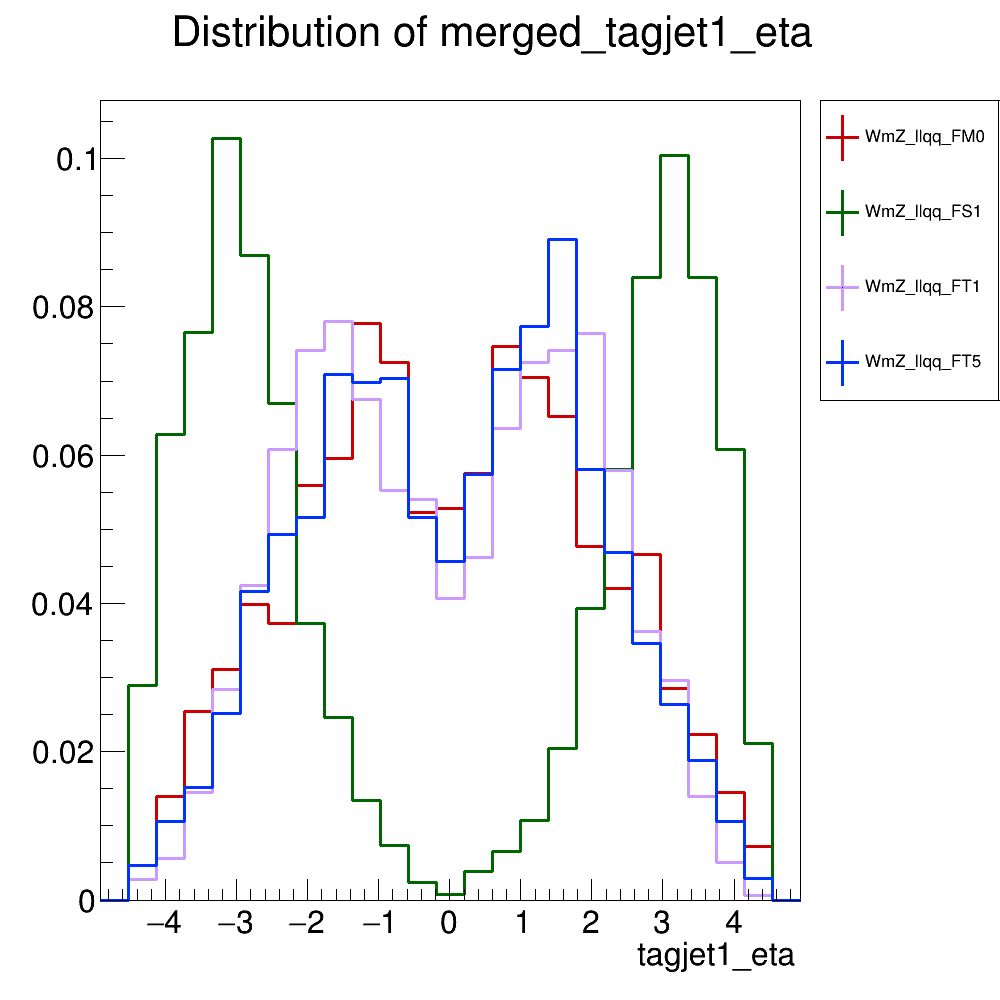 Distribution of merged_tagjet1_eta
0.1
0.08
0.06
0.04
0.02
0
−4 −3 −2 −1 0 1 2 3 4
tagjet1_eta
WmZ_llqq_FM0
WmZ_llqq_FS1
WmZ_llqq_FT1
WmZ_llqq_FT5